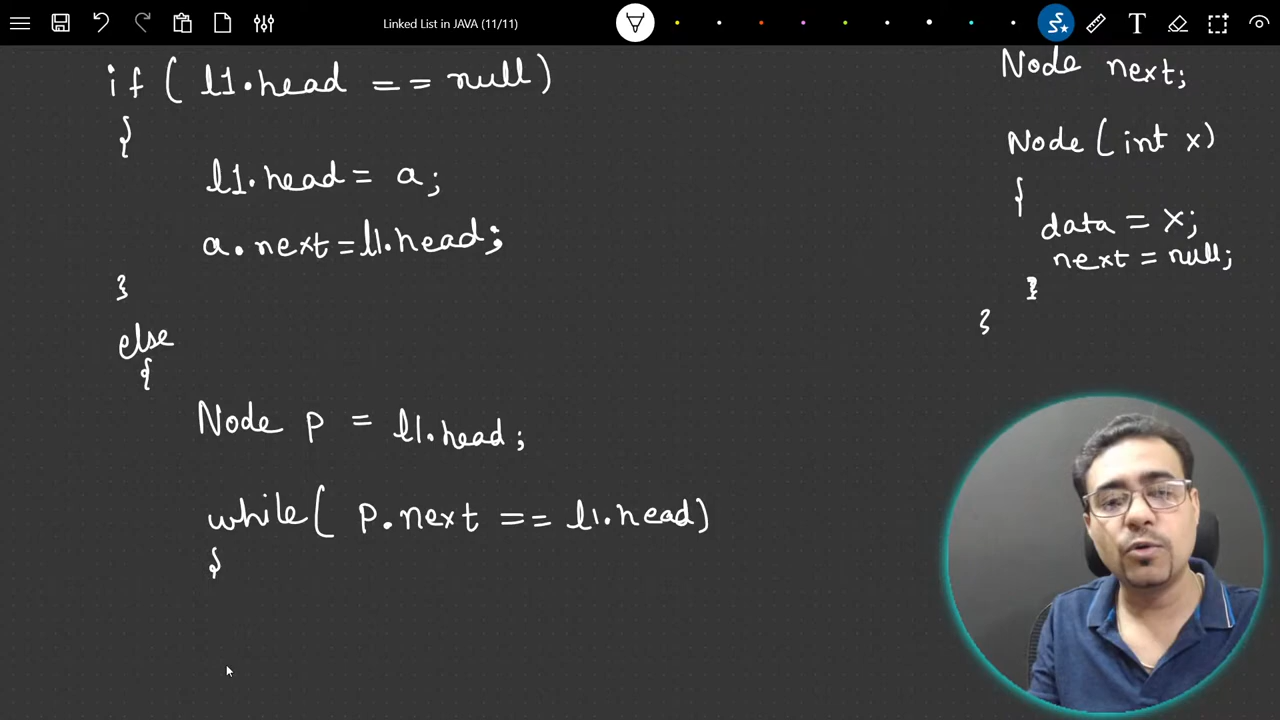 Linked List in JAVA (11/11)
if ( l1.head == null)
{
l1.head = a;
a.next = l1.head;
}
else
{
Node p = l1.head;
while( p.next == l1.head)
{
Node next;
Node (int x)
{
data = x;
next = null;
}
}